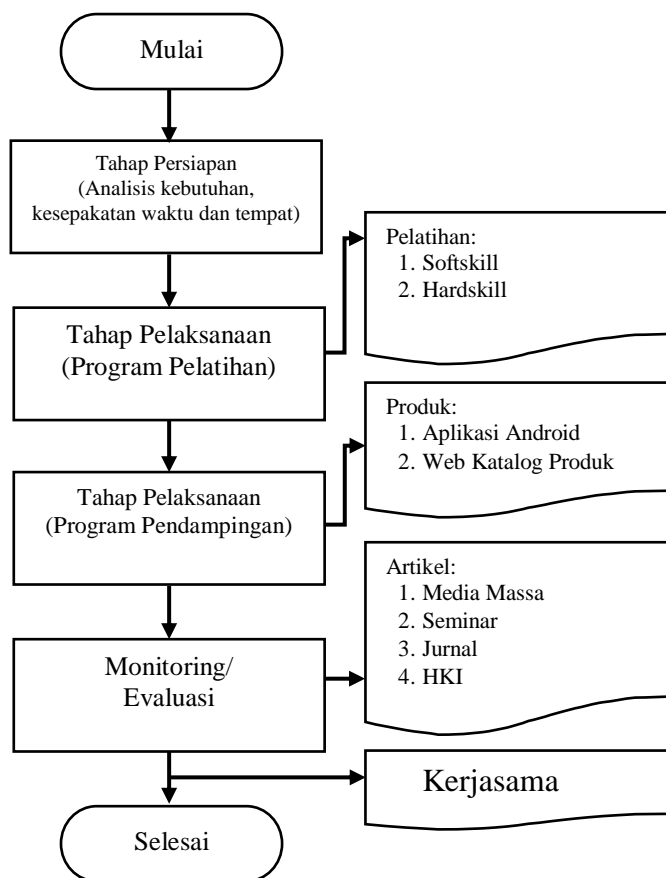 Mulai
Tahap Persiapan
(Analisis kebutuhan,
kesepakatan waktu dan tempat)
Pelatihan:
1. Softskill
2. Hardskill
Tahap Pelaksanaan
(Program Pelatihan)
Produk:
1. Aplikasi Android
2. Web Katalog Produk
Tahap Pelaksanaan
(Program Pendampingan)
Artikel:
1. Media Massa
2. Seminar
3. Jurnal
4. HKI
Monitoring/
Evaluasi
Kerjasama
Selesai